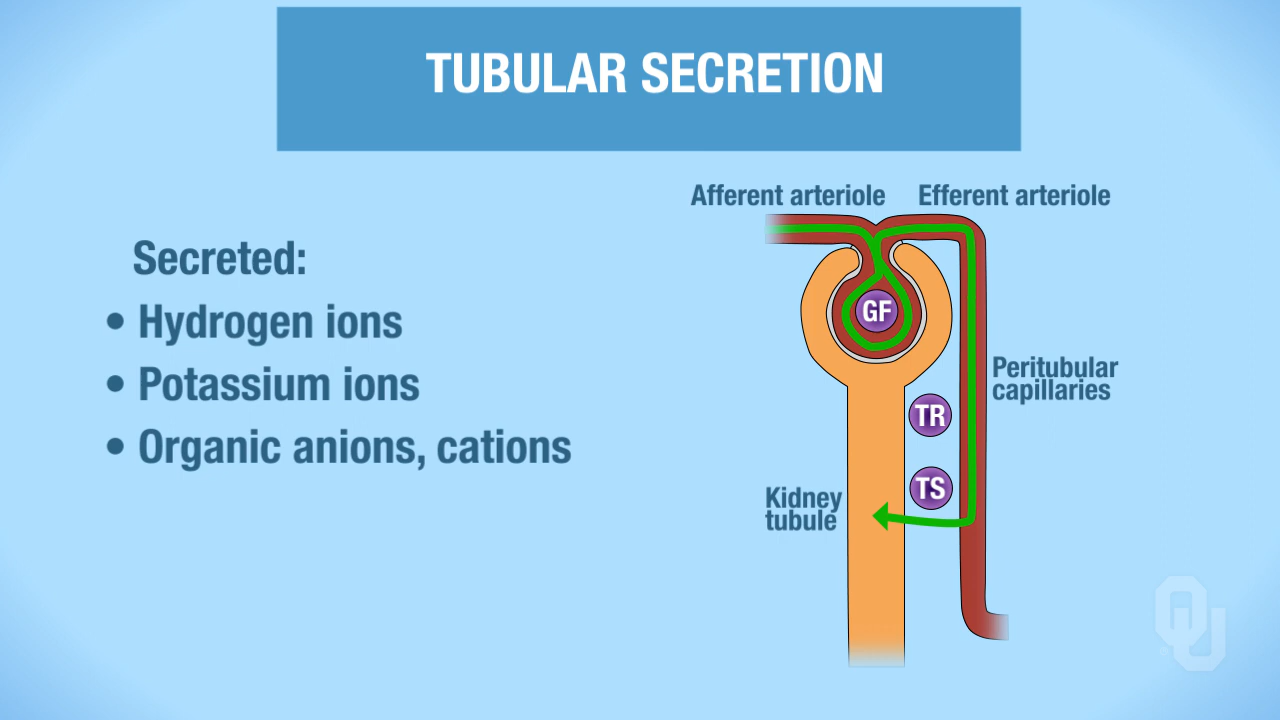 TUBULAR SECRETION
Secreted:
• Hydrogen ions
• Potassium ions
• Organic anions, cations
Afferent arteriole
Efferent arteriole
GF
Peritubular
capillaries
TR
TS
Kidney
tubule
OU